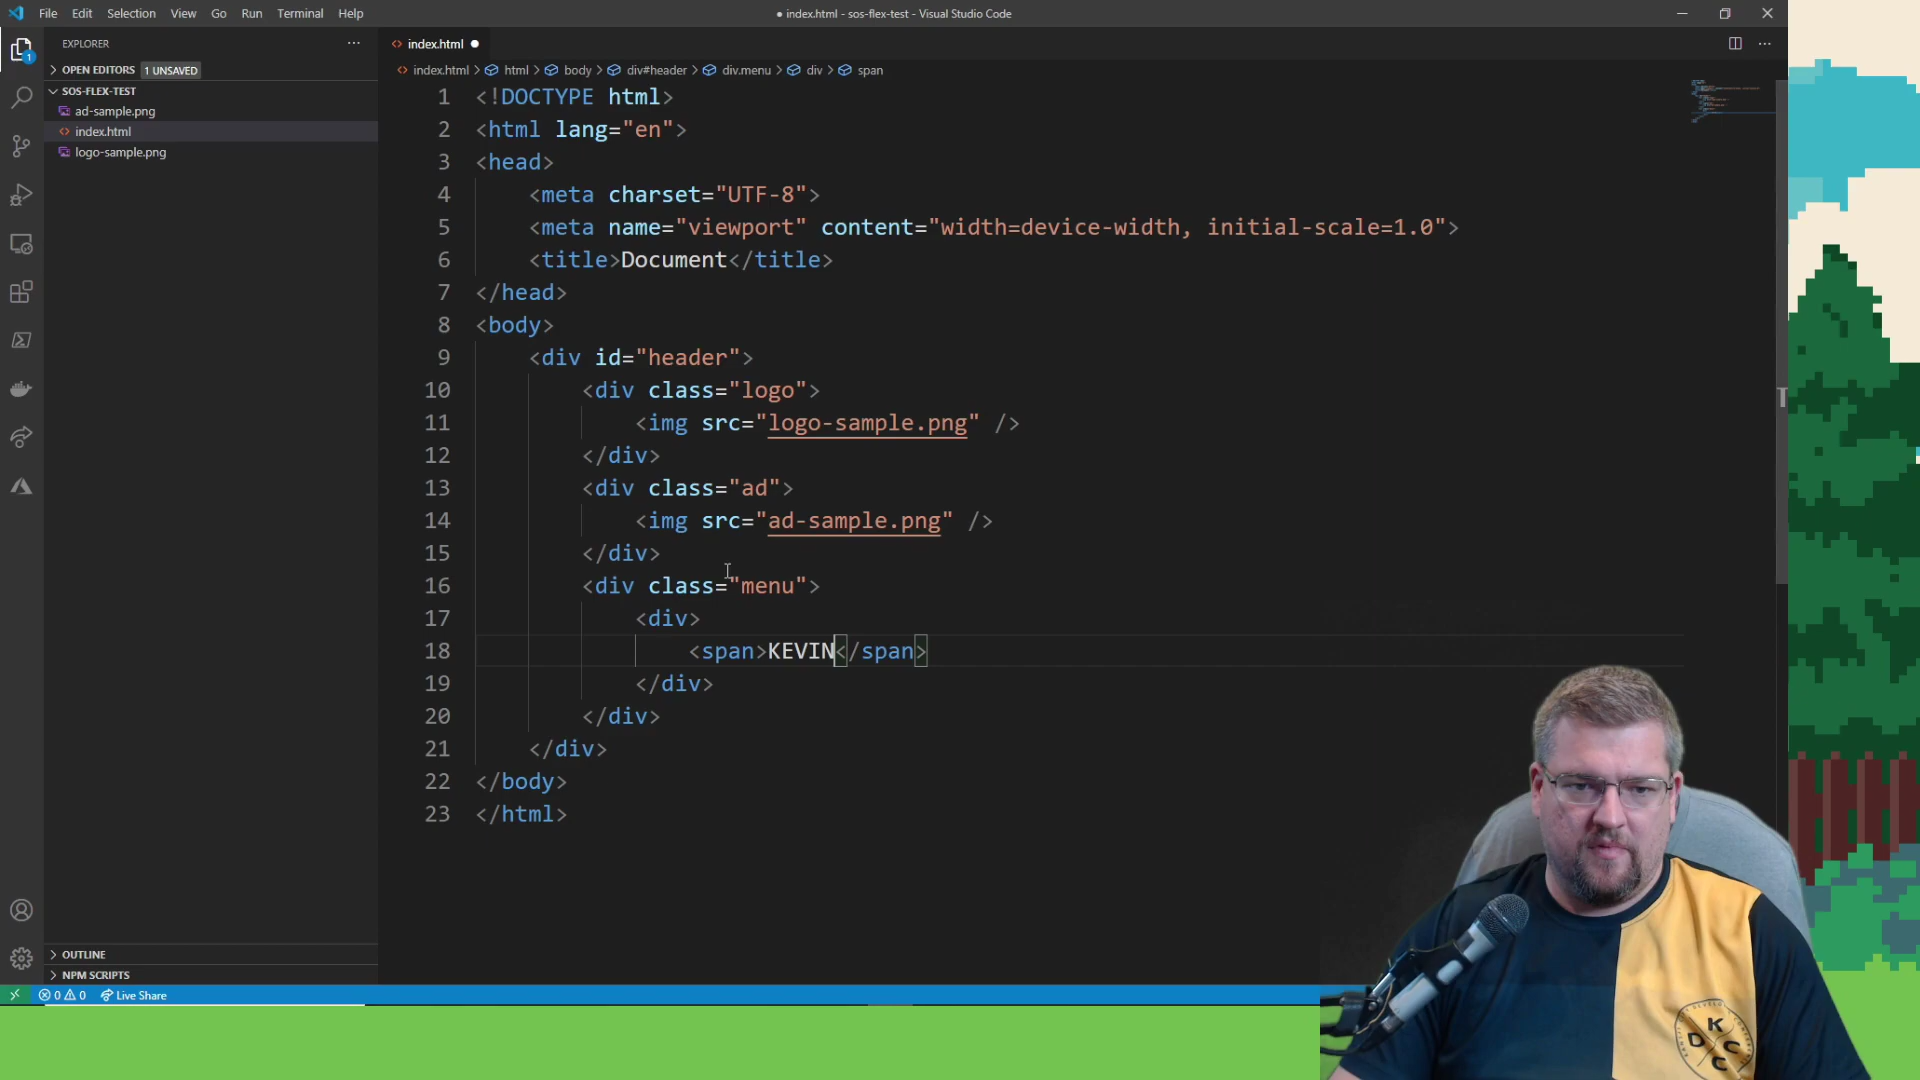 File Edit Selection View Go Run Terminal Help
● index.html - sos-flex-test - Visual Studio Code
EXPLORER
OPEN EDITORS 1 UNSAVED
SOS-FLEX-TEST
ad-sample.png
index.html
logo-sample.png
OUTLINE
NPM SCRIPTS
1
index.html
index.html > html > body > div#header > div.menu > div > span
1 <!DOCTYPE html>
2 <html lang="en">
3 <head>
4 <meta charset="UTF-8">
5 <meta name="viewport" content="width=device-width, initial-scale=1.0">
6 <title>Document</title>
7 </head>
8 <body>
9 <div id="header">
10 <div class="logo">
11 <img src="logo-sample.png" />
12 </div>
13 <div class="ad">
14 <img src="ad-sample.png" />
15 </div>
16 <div class="menu">
17 <div>
18 <span>KEVIN</span>
19 </div>
20 </div>
21 </div>
22 </body>
23 </html>
0 0 Live Share
K
D C
C